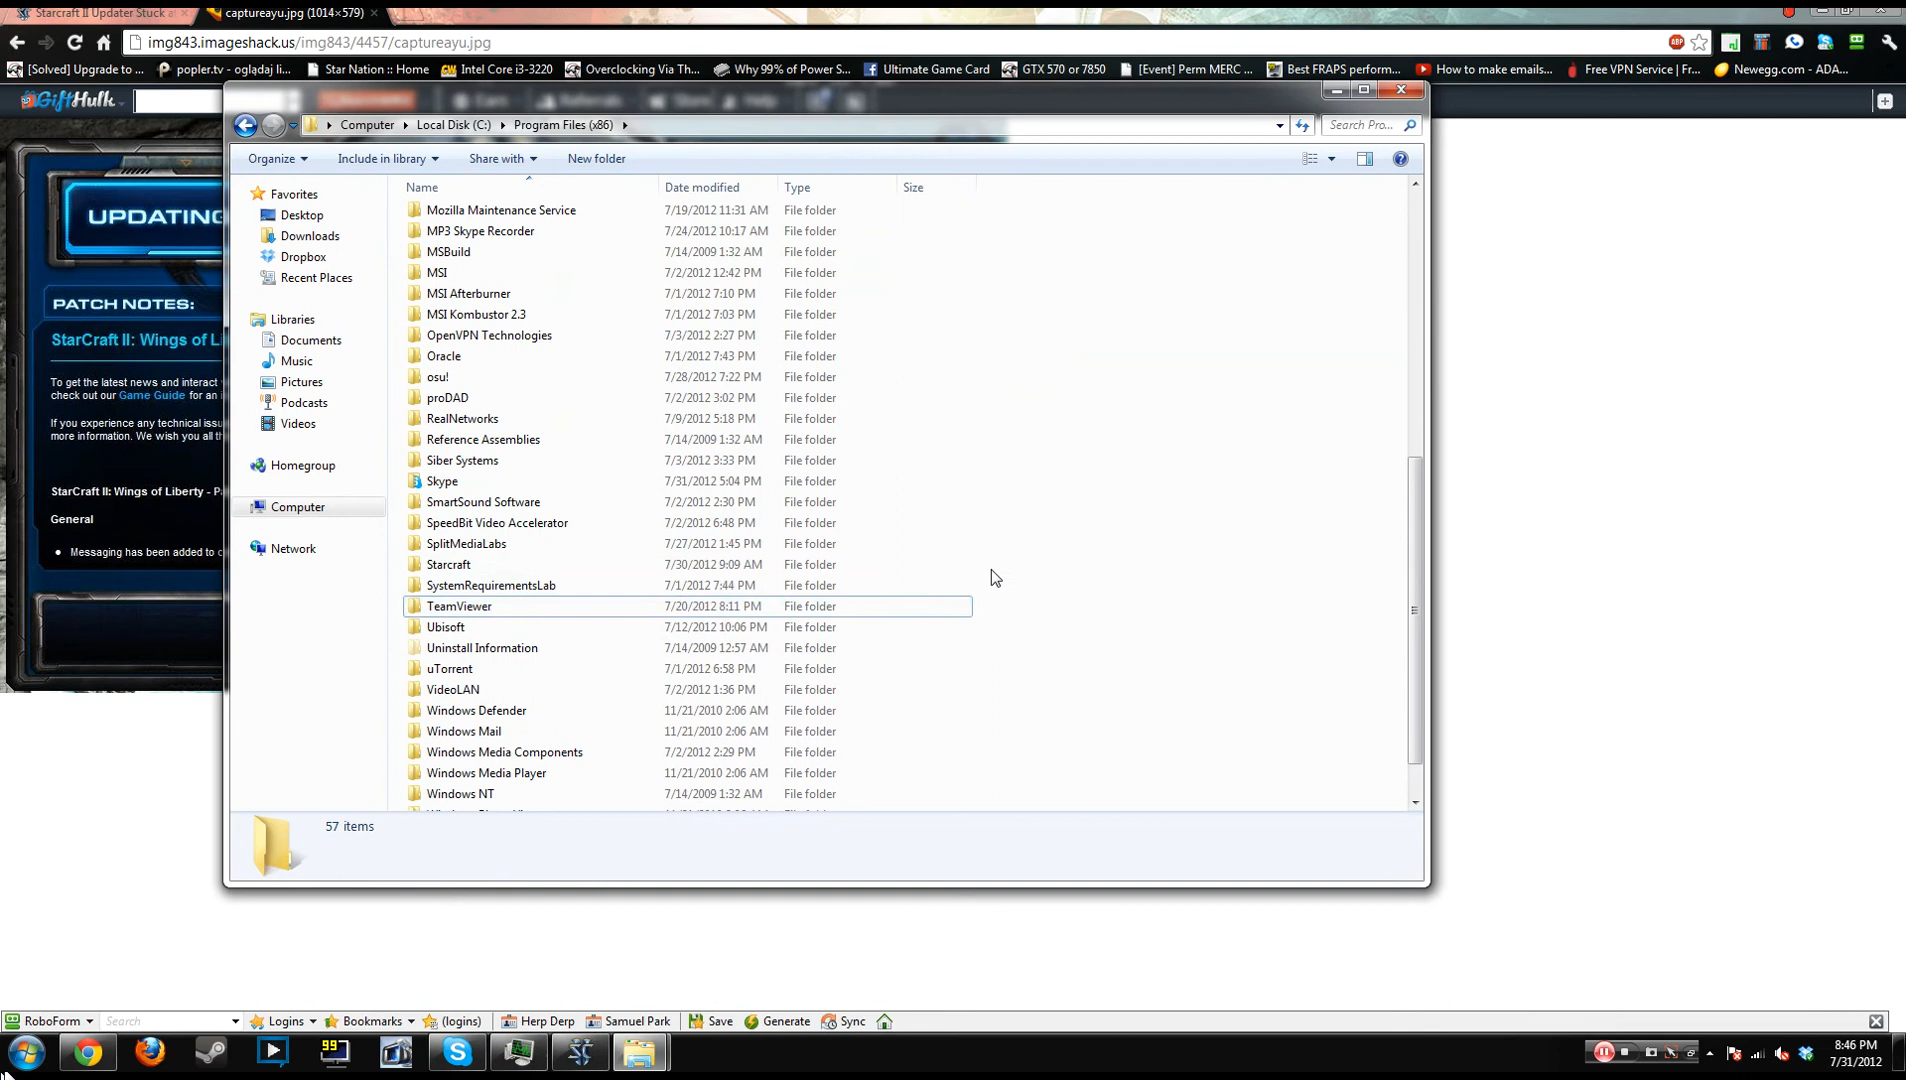 Starcraft II Updater Stuck a
captureayu.jpg (1014×579)
img843.imageshack.us/img843/4457/captureayu.jpg
[Solved] Upgrade to ...
popler.tv – oglądaj li...
Star Nation :: Home
Intel Core i3-3220
Overclocking Via Th...
Why 99% of Power S...
Ultimate Game Card
GTX 570 or 7850
[Event] Perm MERC ...
Best FRAPS perform...
How to make emails...
Free VPN Service | Fr...
Newegg.com - ADA...
GiftHulk
Earn
Referrals
Store
Help
Computer
Local Disk (C:)
Program Files (x86)
Search Pro...
Organize
Include in library
Share with
New folder
Favorites
Desktop
Downloads
Dropbox
Recent Places
Libraries
Documents
Music
Pictures
Podcasts
Videos
Homegroup
Computer
Network
Name Date modified Type Size
Mozilla Maintenance Service 7/19/2012 11:31 AM File folder
MP3 Skype Recorder 7/24/2012 10:17 AM File folder
MSBuild 7/14/2009 1:32 AM File folder
MSI 7/2/2012 12:42 PM File folder
MSI Afterburner 7/1/2012 7:10 PM File folder
MSI Kombustor 2.3 7/1/2012 7:03 PM File folder
OpenVPN Technologies 7/3/2012 2:27 PM File folder
Oracle 7/1/2012 7:43 PM File folder
osu! 7/28/2012 7:22 PM File folder
proDAD 7/2/2012 3:02 PM File folder
RealNetworks 7/9/2012 5:18 PM File folder
Reference Assemblies 7/14/2009 1:32 AM File folder
Siber Systems 7/3/2012 3:33 PM File folder
Skype 7/31/2012 5:04 PM File folder
SmartSound Software 7/2/2012 2:30 PM File folder
SpeedBit Video Accelerator 7/2/2012 6:48 PM File folder
SplitMediaLabs 7/27/2012 1:45 PM File folder
Starcraft 7/30/2012 9:09 AM File folder
SystemRequirementsLab 7/1/2012 7:44 PM File folder
TeamViewer 7/20/2012 8:11 PM File folder
Ubisoft 7/12/2012 10:06 PM File folder
Uninstall Information 7/14/2009 12:57 AM File folder
uTorrent 7/1/2012 6:58 PM File folder
VideoLAN 7/2/2012 1:36 PM File folder
Windows Defender 11/21/2010 2:06 AM File folder
Windows Mail 11/21/2010 2:06 AM File folder
Windows Media Components 7/2/2012 2:29 PM File folder
Windows Media Player 11/21/2010 2:06 AM File folder
Windows NT 7/14/2009 1:32 AM File folder
57 items
UPDATING
PATCH NOTES:
StarCraft II: Wings of Li
To get the latest news and interact
check out our Game Guide for an i
If you experience any technical issu
more information. We wish you all th
StarCraft II: Wings of Liberty - Pa
General
Messaging has been added to
RoboForm
Search
Logins
Bookmarks
(logins)
Herp Derp
Samuel Park
Save
Generate
Sync
99
8:46 PM
7/31/2012